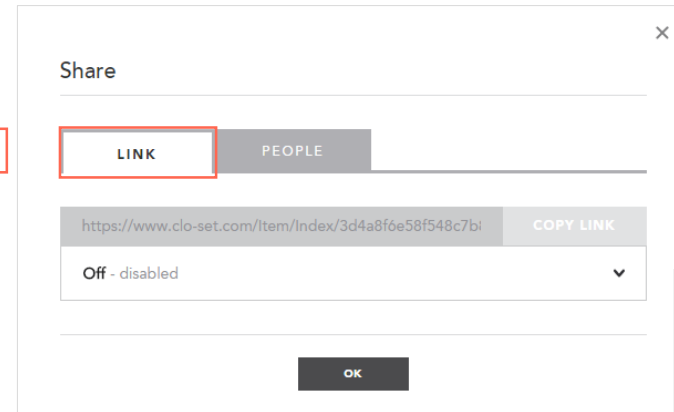 Share
LINK
PEOPLE
https://www.clo-set.com/Item/Index/3d4a8f6e58f548c7b
COPY LINK
Off - disabled
OK